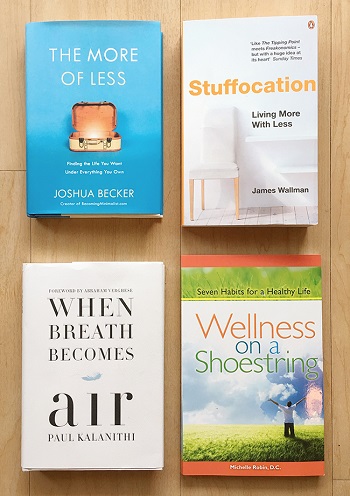 THE MORE
OF LESS
Finding the Life You Want
Under Everything You Own
JOSHUA BECKER
Creator of BecomingMinimalist.com
'Like The Tipping Point
meets Freakonomics –
but with a huge idea at
its heart' Sunday Times
Stuffocation
Living More
With Less
James Wallman
FOREWORD BY ABRAHAM VERGHESE
WHEN
BREATH
BECOMES
air
PAUL KALANITHI
Seven Habits for a Healthy Life
Wellness
on a
Shoestring
Michelle Robin, D.C.